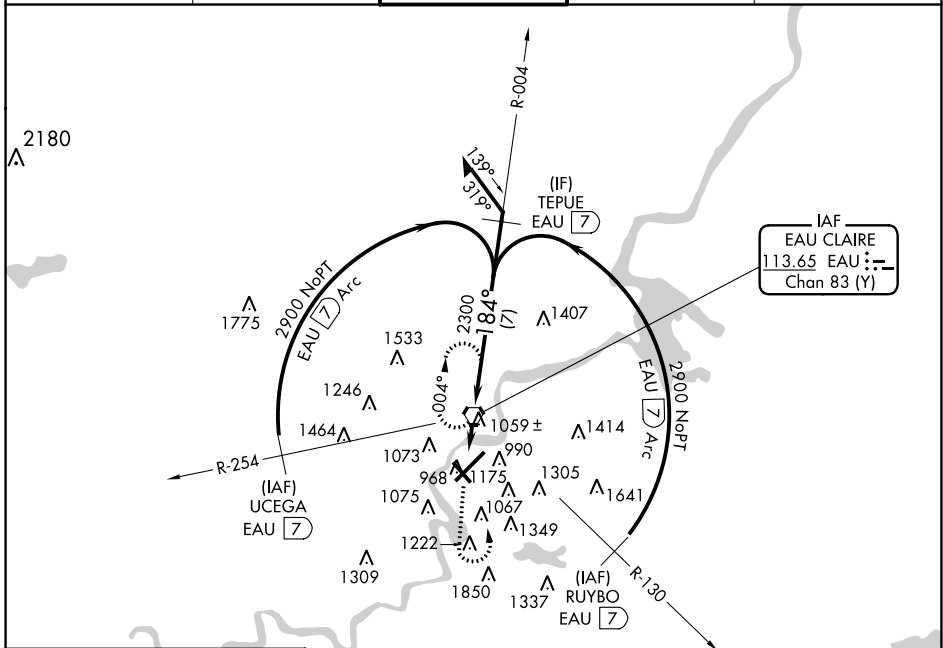 R-004
2180
139°
319°
(IF)
TEPUE
EAU 7
IAF
EAU CLAIRE
113.65 EAU
Chan 83 (Y)
2900 NoPT
EAU 7 Arc
1775
2300
184°
(7)
1407
1533
2900 NoPT
EAU 7 Arc
1246
004°
1464
1059 ±
1414
1073
990
R-254
968
1175
1305
1641
(IAF)
UCEGA
EAU 7
1075
1067
1349
1222
1309
1850
1337
(IAF)
RUYBO
EAU 7
R-130